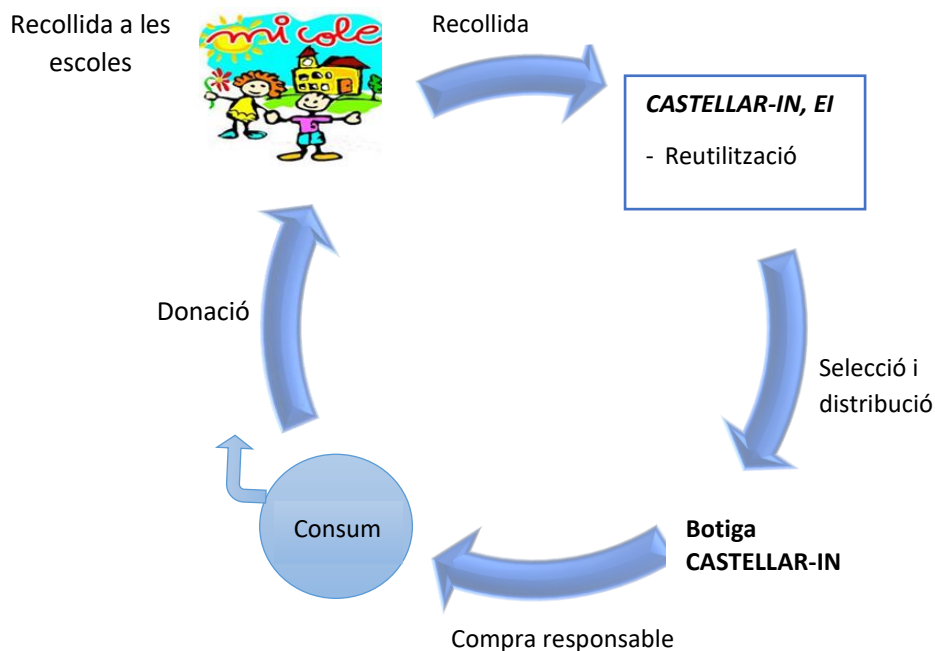 Recollida a les
escoles
mi cole
Recollida
CASTELLAR-IN, EI
- Reutilització
Donació
Selecció i
distribució
Consum
Botiga
CASTELLAR-IN
Compra responsable